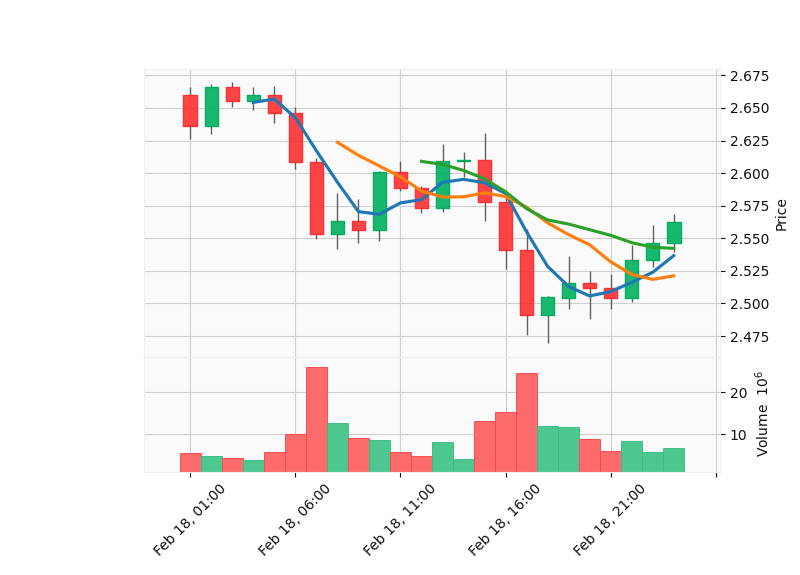 2.675
2.650
2.625
2.600
2.575
2.550
2.525
2.500
2.475
Price
20
10
Volume 10^6
Feb 18, 01:00
Feb 18, 06:00
Feb 18, 11:00
Feb 18, 16:00
Feb 18, 21:00